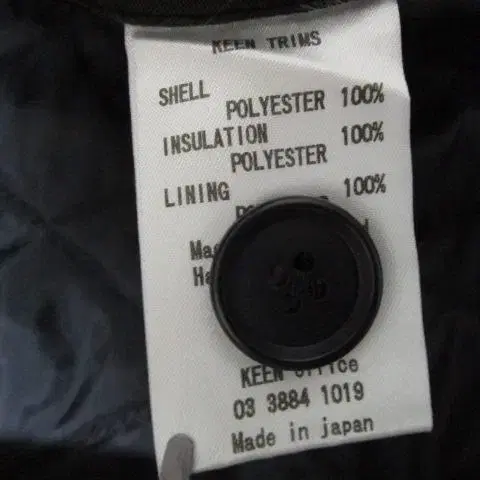 KEEN TRIMS
SHELL
POLYESTER 100%
INSULATION 100%
POLYESTER
LINING 100%
KEEN office
03 3884 1019
Made in japan